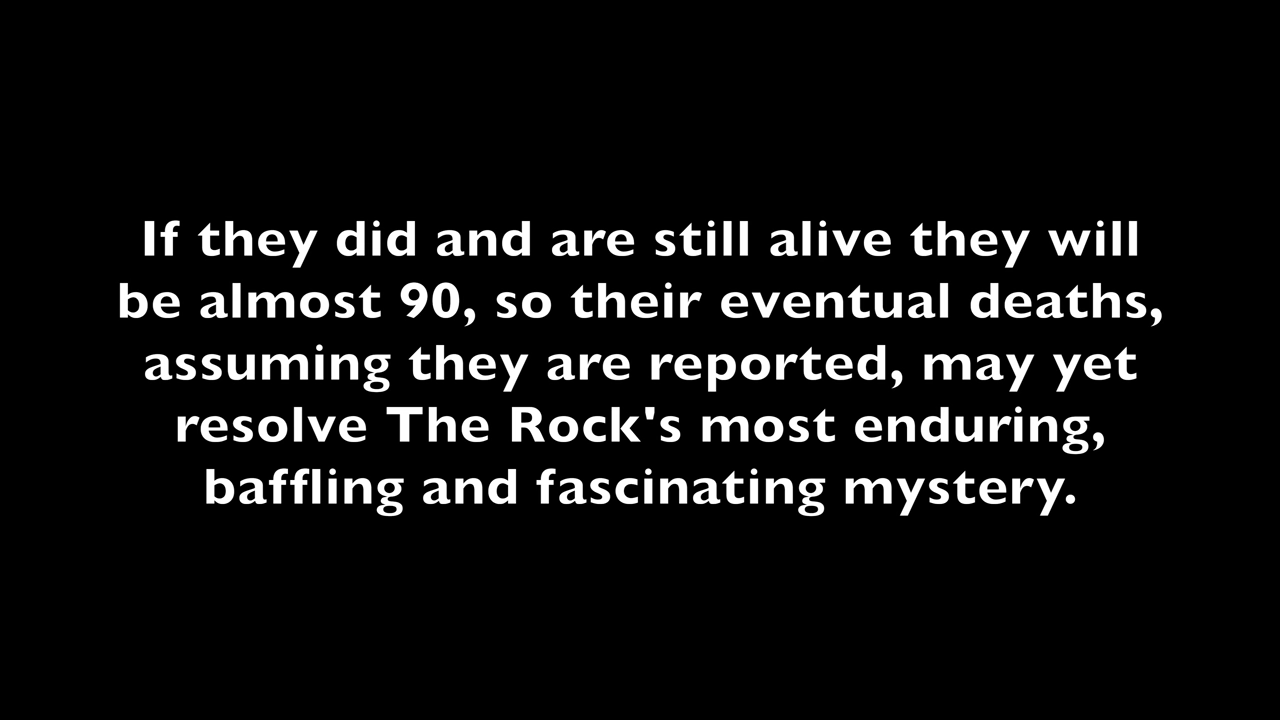 If they did and are still alive they will
be almost 90, so their eventual deaths,
assuming they are reported, may yet
resolve The Rock's most enduring,
baffling and fascinating mystery.